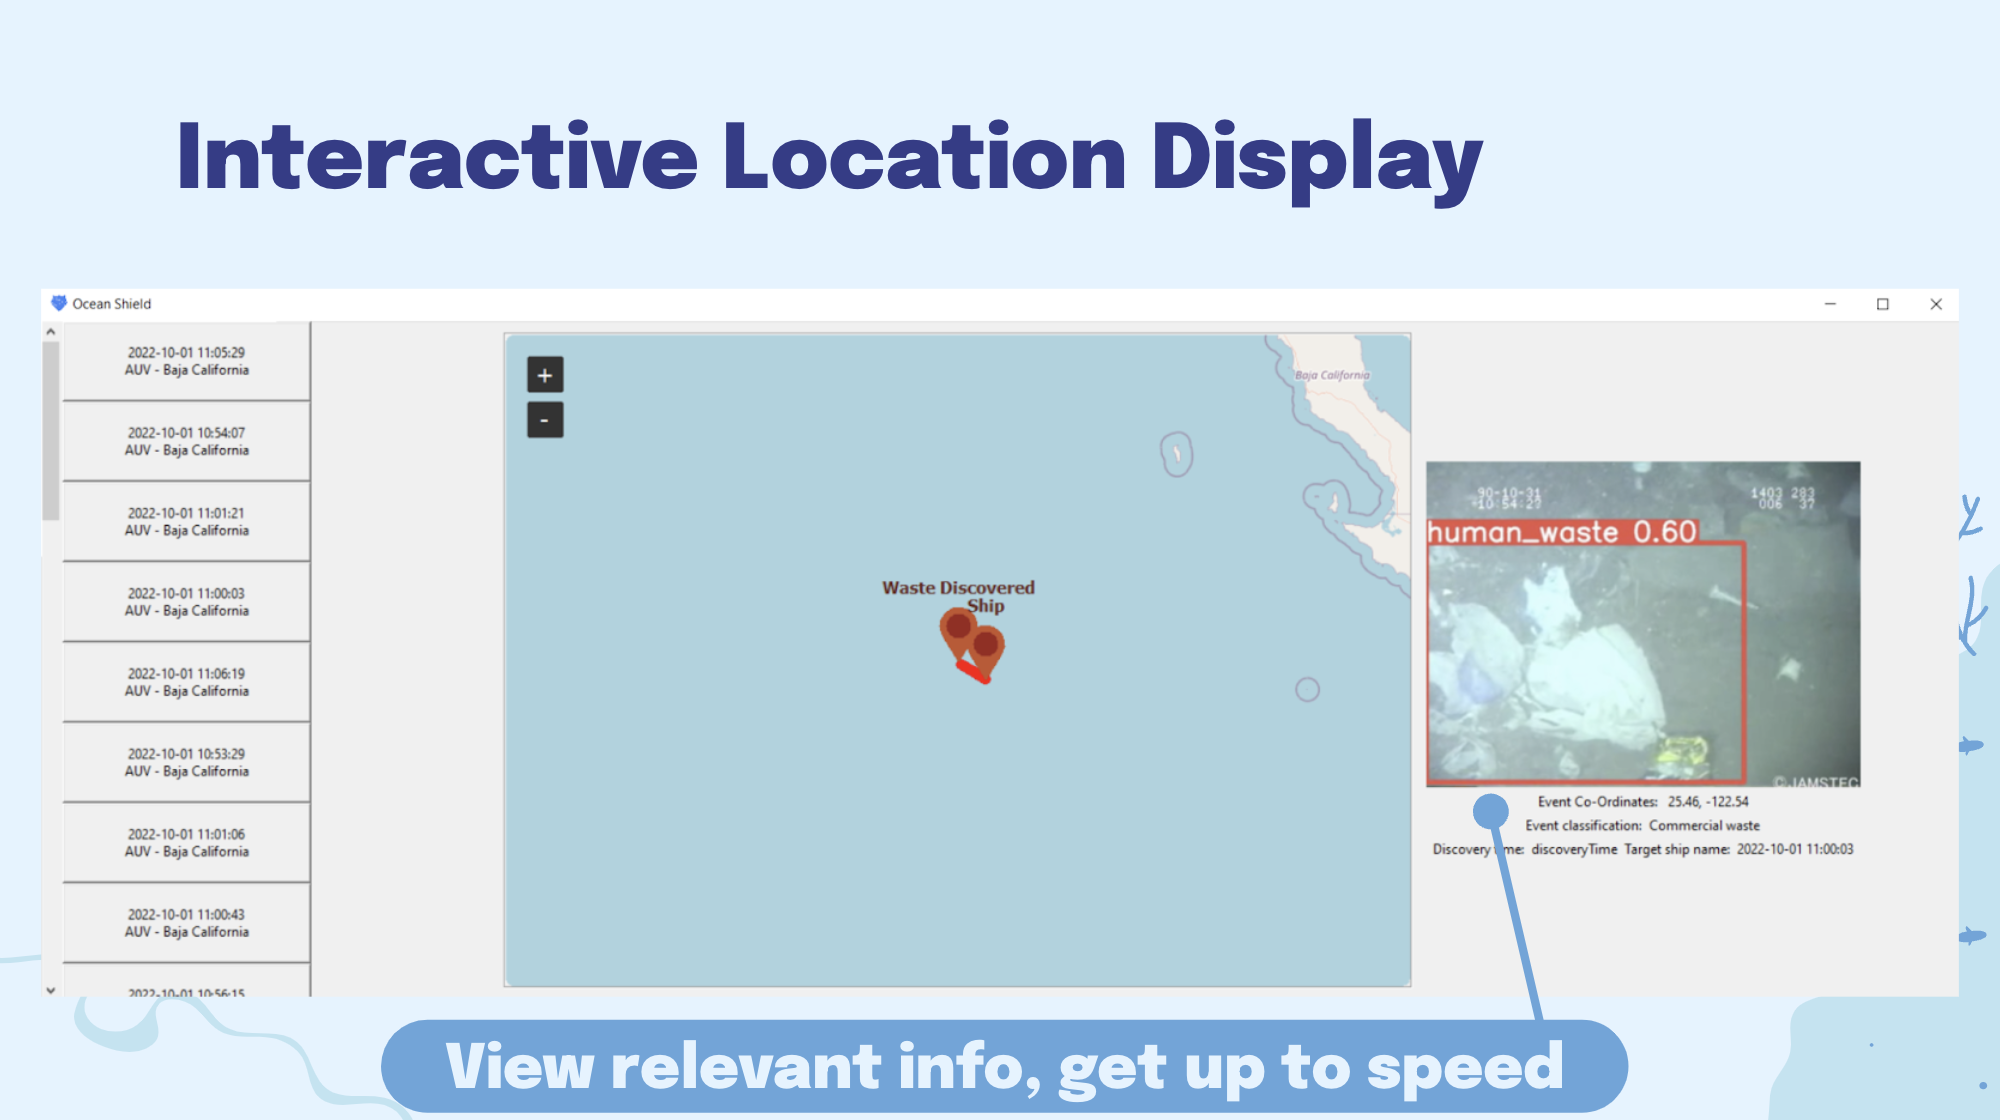 Interactive Location Display
Ocean Shield
2022-10-01 11:05:29
AUV - Baja California
2022-10-01 10:54:07
AUV - Baja California
2022-10-01 11:01:21
AUV - Baja California
2022-10-01 11:00:03
AUV - Baja California
2022-10-01 11:06:19
AUV - Baja California
2022-10-01 10:53:29
AUV - Baja California
2022-10-01 11:01:06
AUV - Baja California
2022-10-01 11:00:43
AUV - Baja California
2022-10-01 10:56:15
+
-
Baja California
Waste Discovered
Ship
90-10-31
1403 283
006 37
human_waste 0.60
©JAMSTEC
Event Co-Ordinates: 25.46, -122.54
Event classification: Commercial waste
Discovery me: discoveryTime Target ship name: 2022-10-01 11:00:03
View relevant info, get up to speed